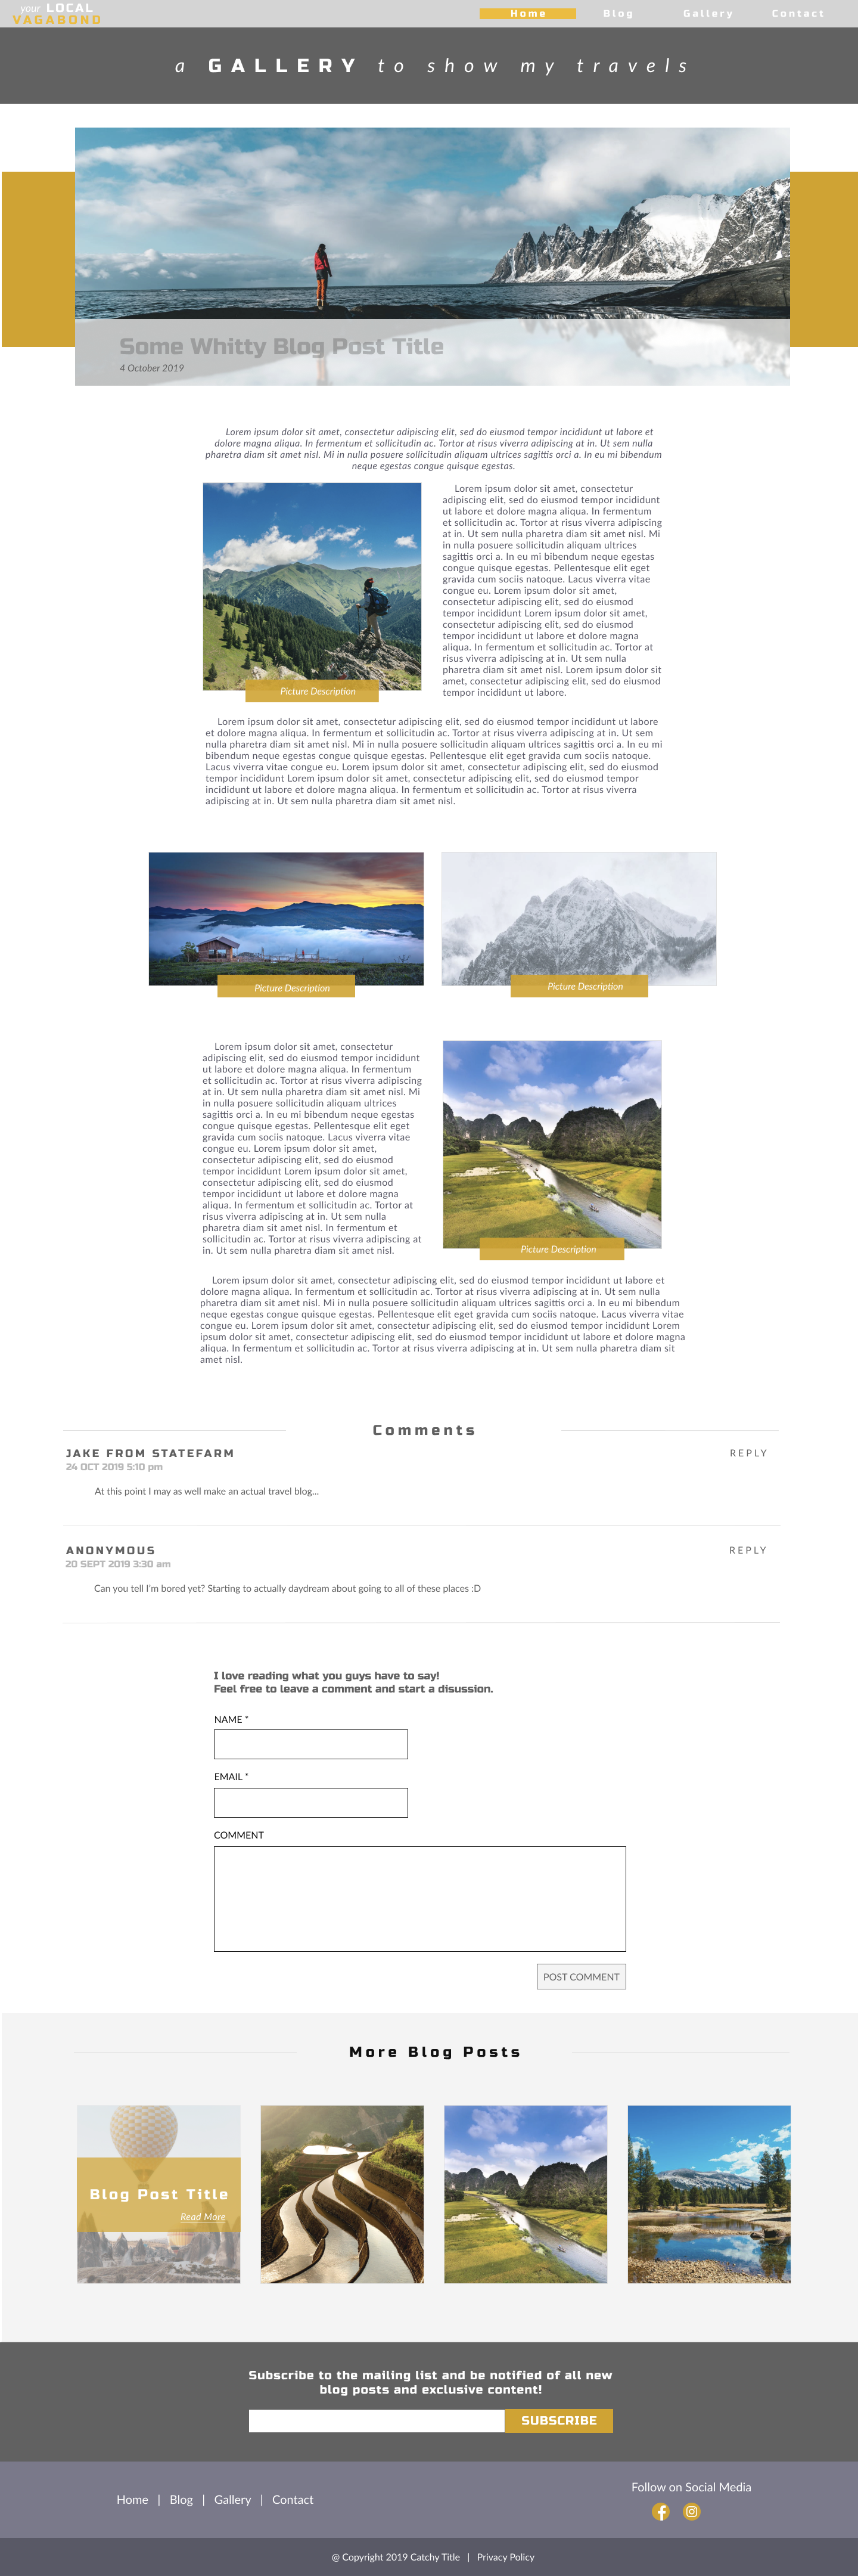 your LOCAL
VAGABOND
Home Blog Gallery Contact
a GALLERY to show my travels
Some Whitty Blog Post Title
4 October 2019
Lorem ipsum dolor sit amet, consectetur adipiscing elit, sed do eiusmod tempor incididunt ut labore et
dolore magna aliqua. In fermentum et sollicitudin ac. Tortor at risus viverra adipiscing at in. Ut sem nulla
pharetra diam sit amet nisl. Mi in nulla posuere sollicitudin aliquam ultrices sagittis orci a. In eu mi bibendum
neque egestas congue quisque egestas.
Lorem ipsum dolor sit amet, consectetur
adipiscing elit, sed do eiusmod tempor incididunt
ut labore et dolore magna aliqua. In fermentum
et sollicitudin ac. Tortor at risus viverra adipiscing
at in. Ut sem nulla pharetra diam sit amet nisl. Mi
in nulla posuere sollicitudin aliquam ultrices
sagittis orci a. In eu mi bibendum neque egestas
congue quisque egestas. Pellentesque elit eget
gravida cum sociis natoque. Lacus viverra vitae
congue eu. Lorem ipsum dolor sit amet,
consectetur adipiscing elit, sed do eiusmod
tempor incididunt Lorem ipsum dolor sit amet,
consectetur adipiscing elit, sed do eiusmod
tempor incididunt ut labore et dolore magna
aliqua. In fermentum et sollicitudin ac. Tortor at
risus viverra adipiscing at in. Ut sem nulla
pharetra diam sit amet nisl. Lorem ipsum dolor sit
amet, consectetur adipiscing elit, sed do eiusmod
tempor incididunt ut labore.
Picture Description
Lorem ipsum dolor sit amet, consectetur adipiscing elit, sed do eiusmod tempor incididunt ut labore
et dolore magna aliqua. In fermentum et sollicitudin ac. Tortor at risus viverra adipiscing at in. Ut sem
nulla pharetra diam sit amet nisl. Mi in nulla posuere sollicitudin aliquam ultrices sagittis orci a. In eu mi
bibendum neque egestas congue quisque egestas. Pellentesque elit eget gravida cum sociis natoque.
Lacus viverra vitae congue eu. Lorem ipsum dolor sit amet, consectetur adipiscing elit, sed do eiusmod
tempor incididunt Lorem ipsum dolor sit amet, consectetur adipiscing elit, sed do eiusmod tempor
incididunt ut labore et dolore magna aliqua. In fermentum et sollicitudin ac. Tortor at risus viverra
adipiscing at in. Ut sem nulla pharetra diam sit amet nisl.
Picture Description
Picture Description
Lorem ipsum dolor sit amet, consectetur
adipiscing elit, sed do eiusmod tempor incididunt
ut labore et dolore magna aliqua. In fermentum
et sollicitudin ac. Tortor at risus viverra adipiscing
at in. Ut sem nulla pharetra diam sit amet nisl. Mi
in nulla posuere sollicitudin aliquam ultrices
sagittis orci a. In eu mi bibendum neque egestas
congue quisque egestas. Pellentesque elit eget
gravida cum sociis natoque. Lacus viverra vitae
congue eu. Lorem ipsum dolor sit amet,
consectetur adipiscing elit, sed do eiusmod
tempor incididunt Lorem ipsum dolor sit amet,
consectetur adipiscing elit, sed do eiusmod
tempor incididunt ut labore et dolore magna
aliqua. In fermentum et sollicitudin ac. Tortor at
risus viverra adipiscing at in. Ut sem nulla
pharetra diam sit amet nisl. In fermentum et
sollicitudin ac. Tortor at risus viverra adipiscing at
in. Ut sem nulla pharetra diam sit amet nisl.
Picture Description
Lorem ipsum dolor sit amet, consectetur adipiscing elit, sed do eiusmod tempor incididunt ut labore et
dolore magna aliqua. In fermentum et sollicitudin ac. Tortor at risus viverra adipiscing at in. Ut sem nulla
pharetra diam sit amet nisl. Mi in nulla posuere sollicitudin aliquam ultrices sagittis orci a. In eu mi bibendum
neque egestas congue quisque egestas. Pellentesque elit eget gravida cum sociis natoque. Lacus viverra vitae
congue eu. Lorem ipsum dolor sit amet, consectetur adipiscing elit, sed do eiusmod tempor incididunt Lorem
ipsum dolor sit amet, consectetur adipiscing elit, sed do eiusmod tempor incididunt ut labore et dolore magna
aliqua. In fermentum et sollicitudin ac. Tortor at risus viverra adipiscing at in. Ut sem nulla pharetra diam sit
amet nisl.
Comments
JAKE FROM STATEFARM REPLY
24 OCT 2019 5:10 pm
At this point I may as well make an actual travel blog...
ANONYMOUS REPLY
20 SEPT 2019 3:30 am
Can you tell I'm bored yet? Starting to actually daydream about going to all of these places :D
I love reading what you guys have to say!
Feel free to leave a comment and start a disussion.
NAME *
EMAIL *
COMMENT
POST COMMENT
More Blog Posts
Blog Post Title
Read More
Subscribe to the mailing list and be notified of all new
blog posts and exclusive content!
SUBSCRIBE
Follow on Social Media
Home | Blog | Gallery | Contact
@ Copyright 2019 Catchy Title | Privacy Policy